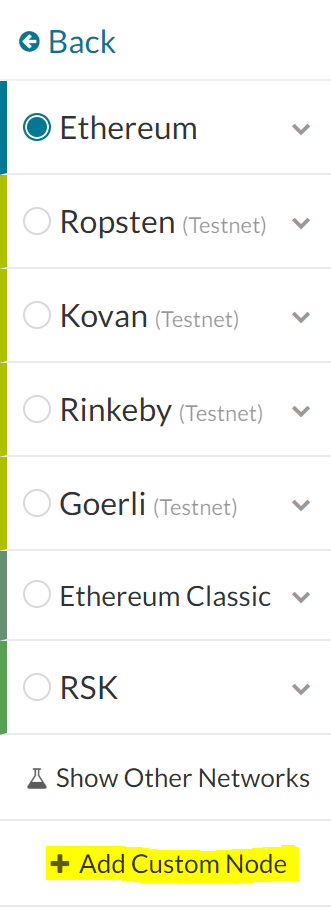 Back
Ethereum
Ropsten (Testnet)
Kovan (Testnet)
Rinkeby (Testnet)
Goerli (Testnet)
Ethereum Classic
RSK
Show Other Networks
+ Add Custom Node